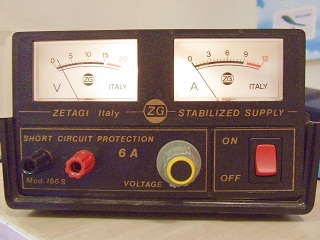 0 5 10 15 20
ZG
V ITALY
0 3 6 9 12
ZG
A ITALY
ZETAGI Italy ZG STABILIZED SUPPLY
SHORT CIRCUIT PROTECTION
6 A
ON
Mod. 166 S
VOLTAGE
OFF